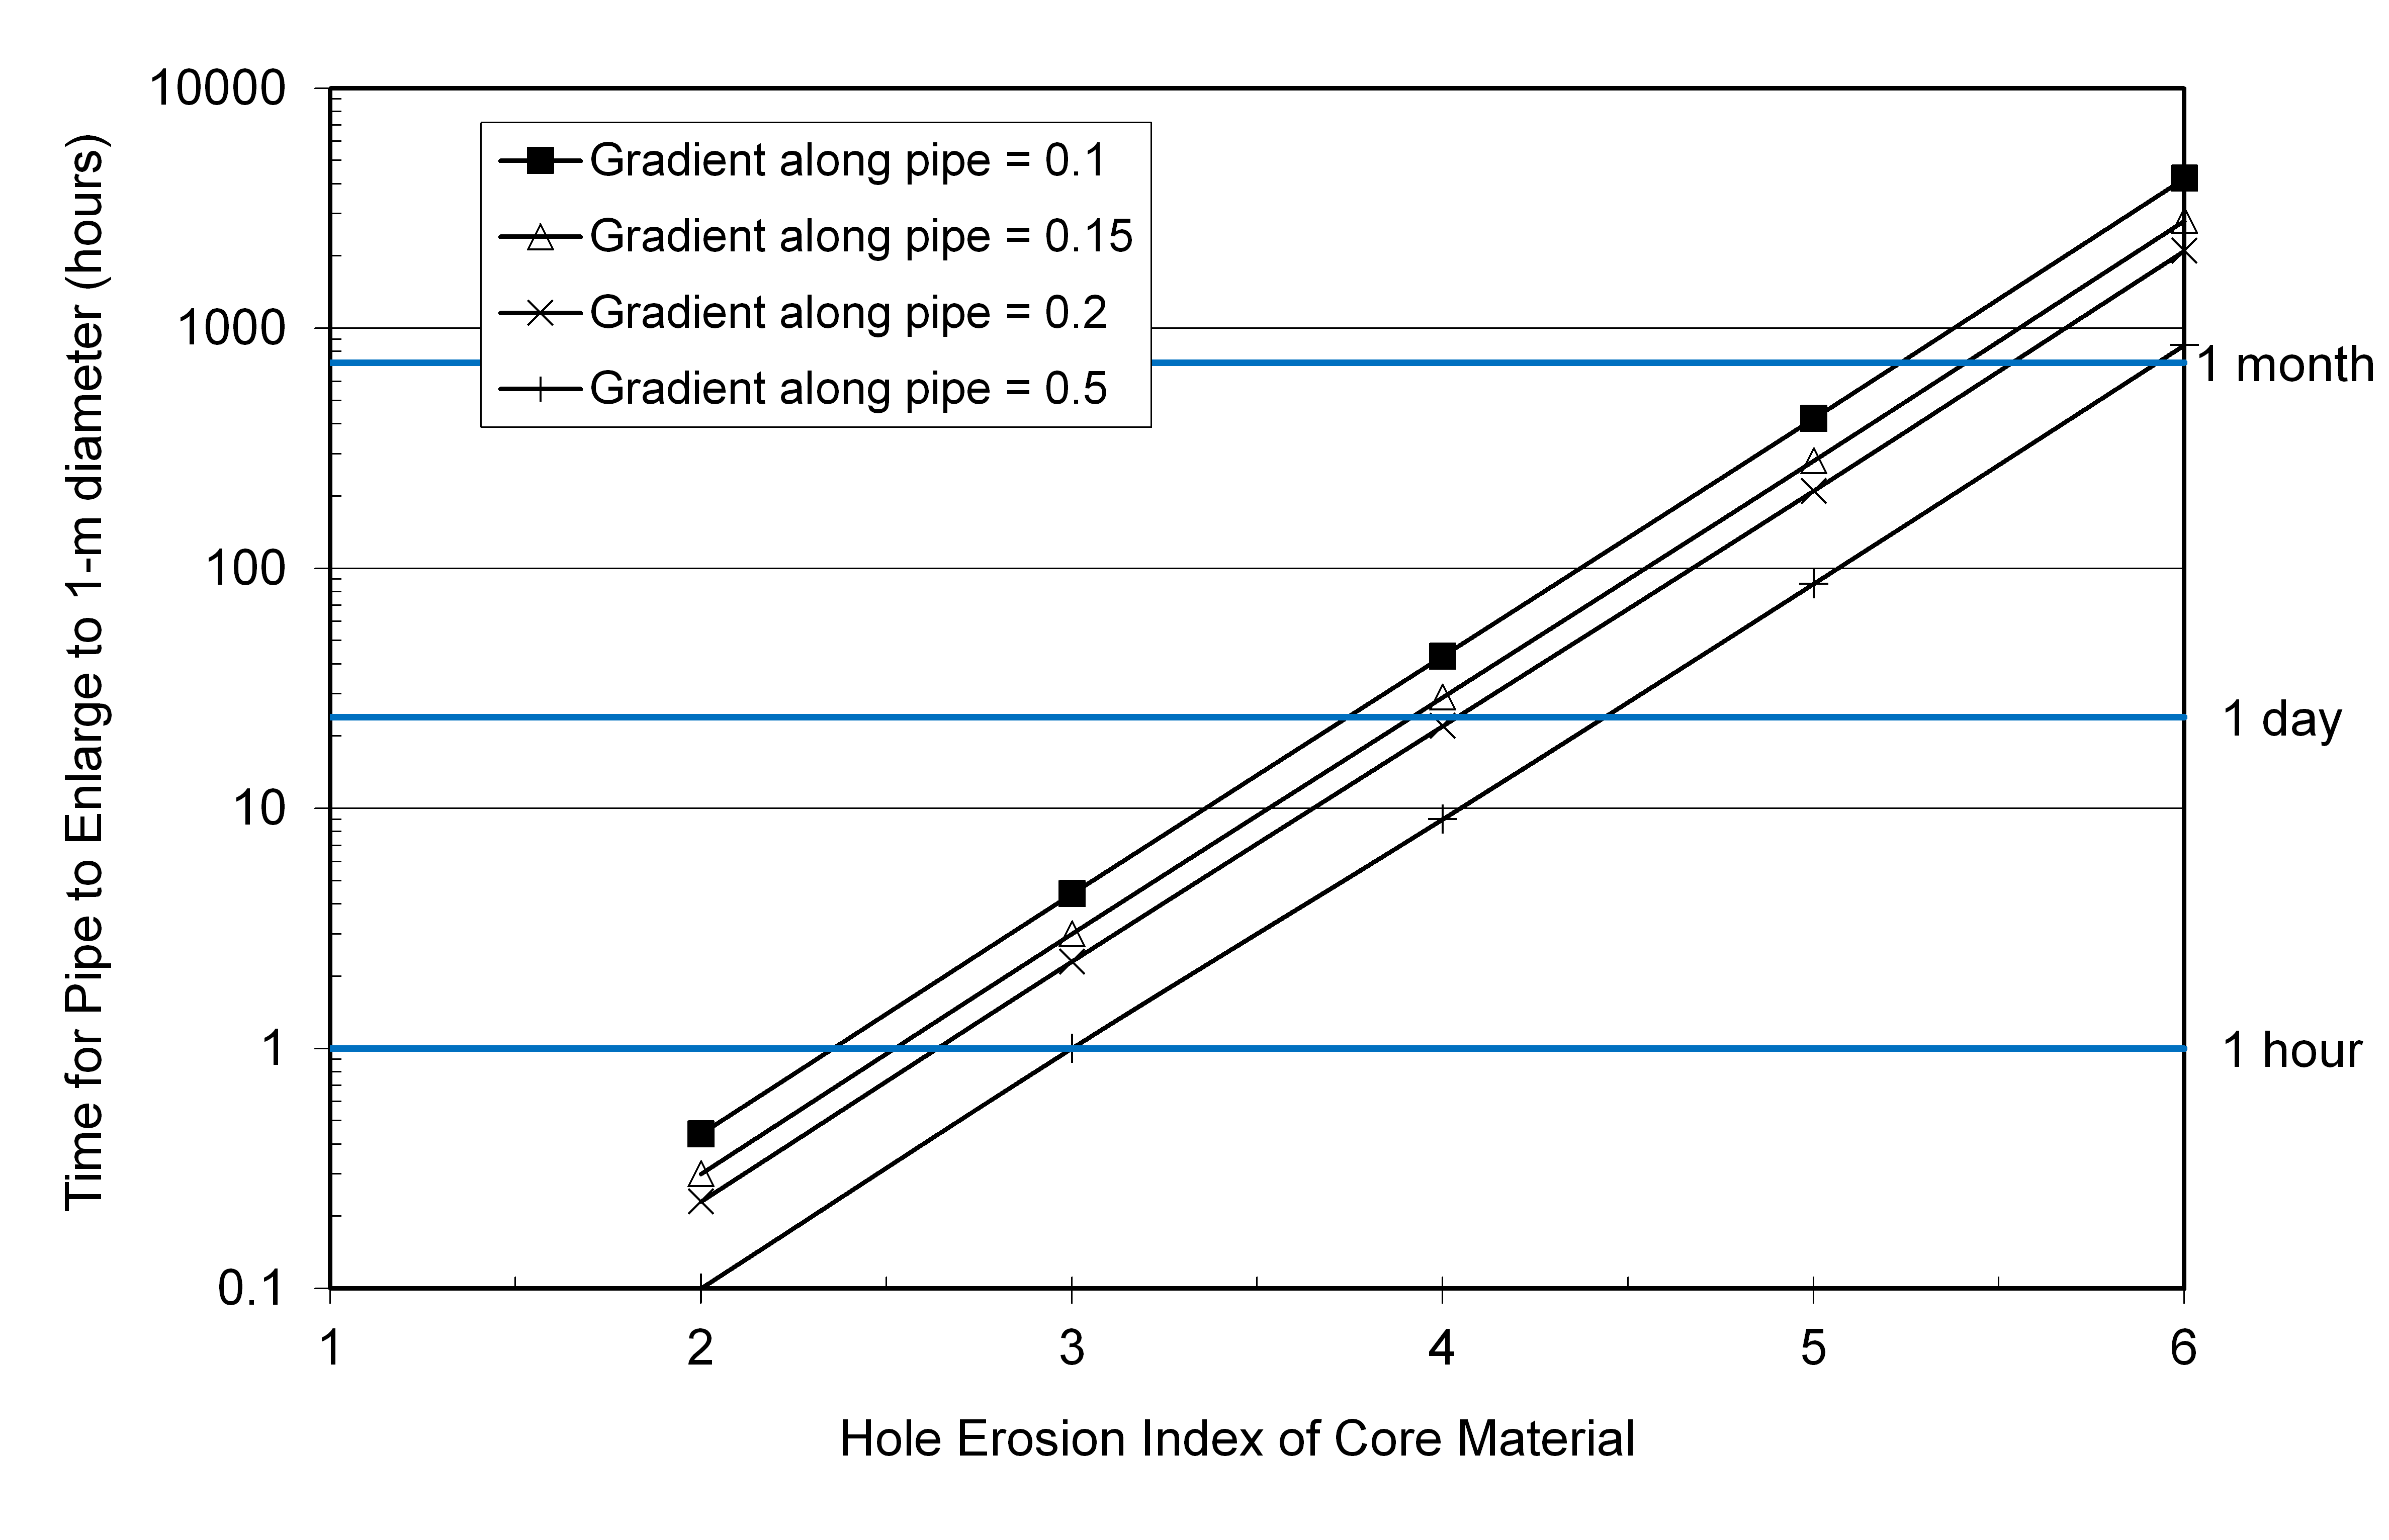 Time for Pipe to Enlarge to 1-m diameter (hours)
10000
1000
100
10
1
0.1
Gradient along pipe = 0.1
Gradient along pipe = 0.15
Gradient along pipe = 0.2
Gradient along pipe = 0.5
1 month
1 day
1 hour
1 2 3 4 5 6
Hole Erosion Index of Core Material